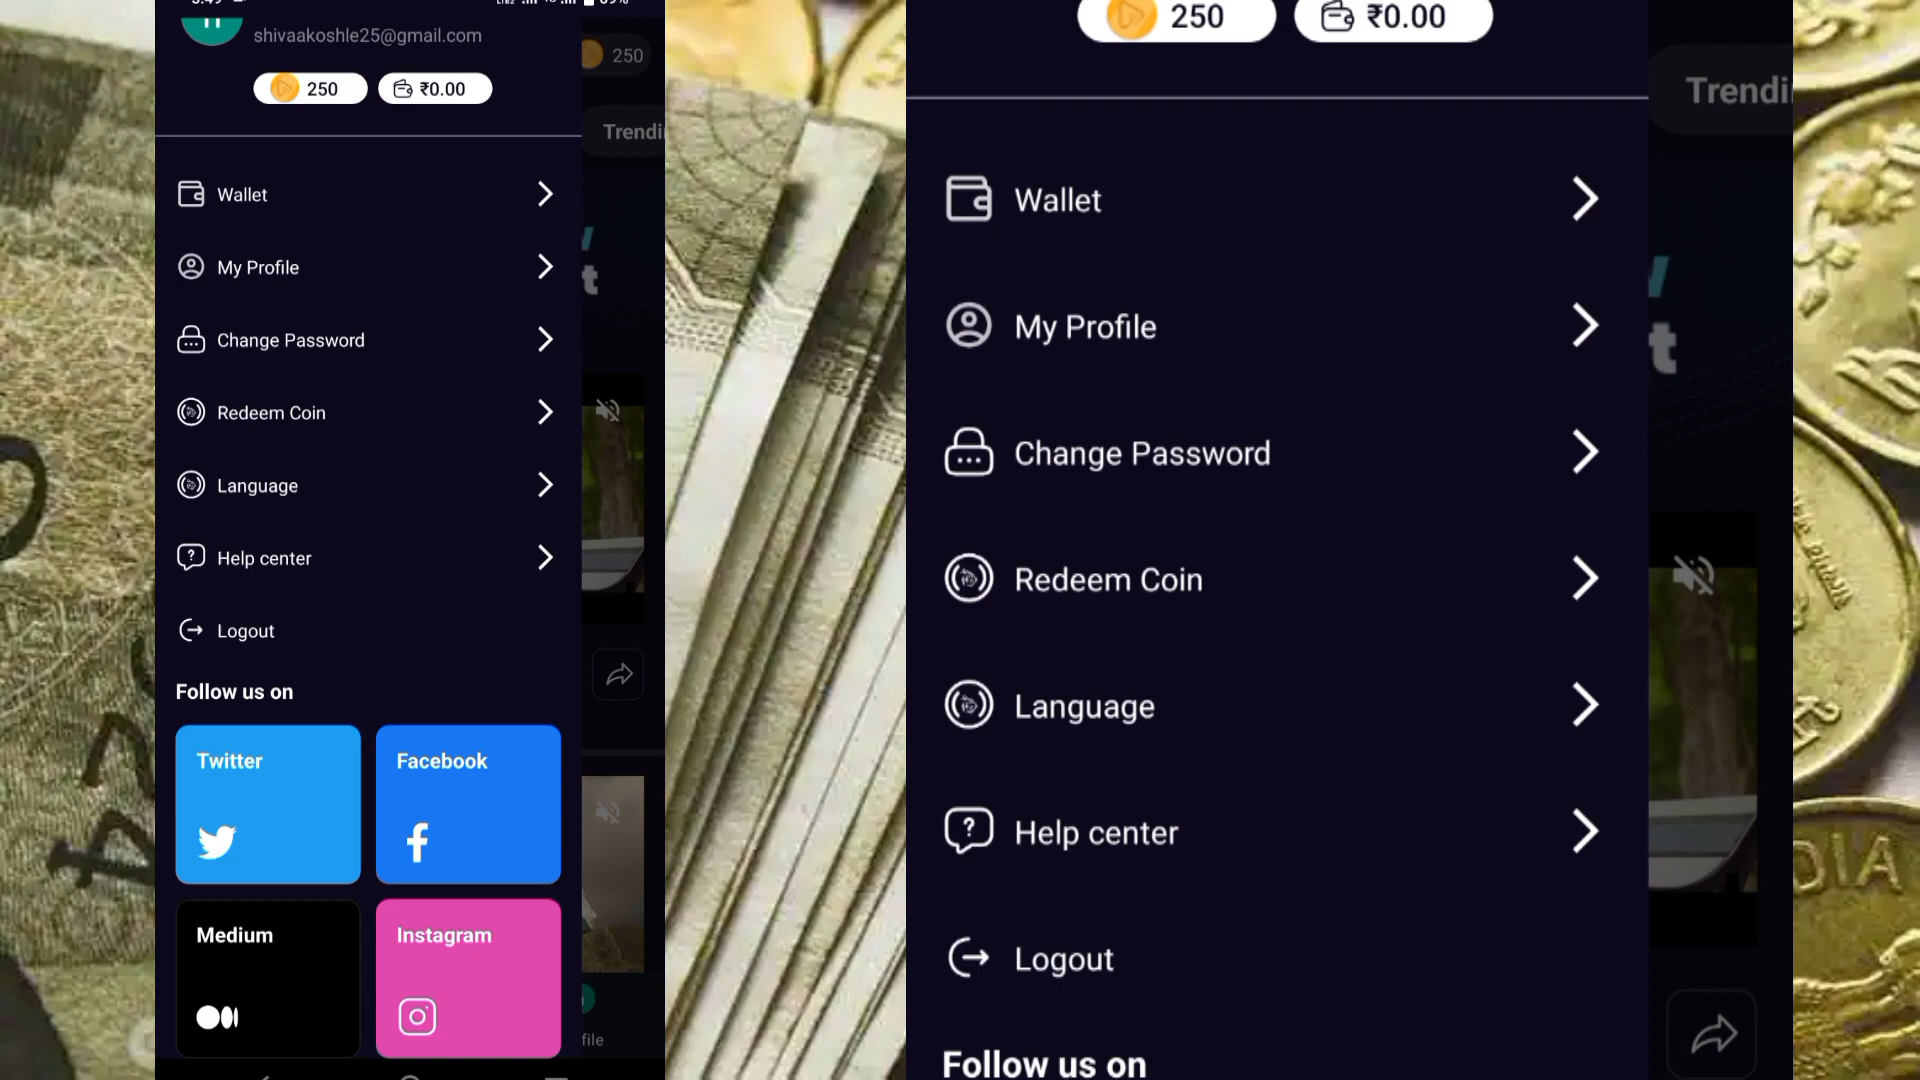 shivaakoshle25@gmail.com
250
₹0.00
250
Trendi
Wallet
My Profile
Change Password
Redeem Coin
Language
Help center
Logout
Follow us on
Twitter
Facebook
Medium
Instagram
file
250
₹0.00
Trendi
t
Wallet
My Profile
Change Password
Redeem Coin
Language
Help center
Logout
Follow us on